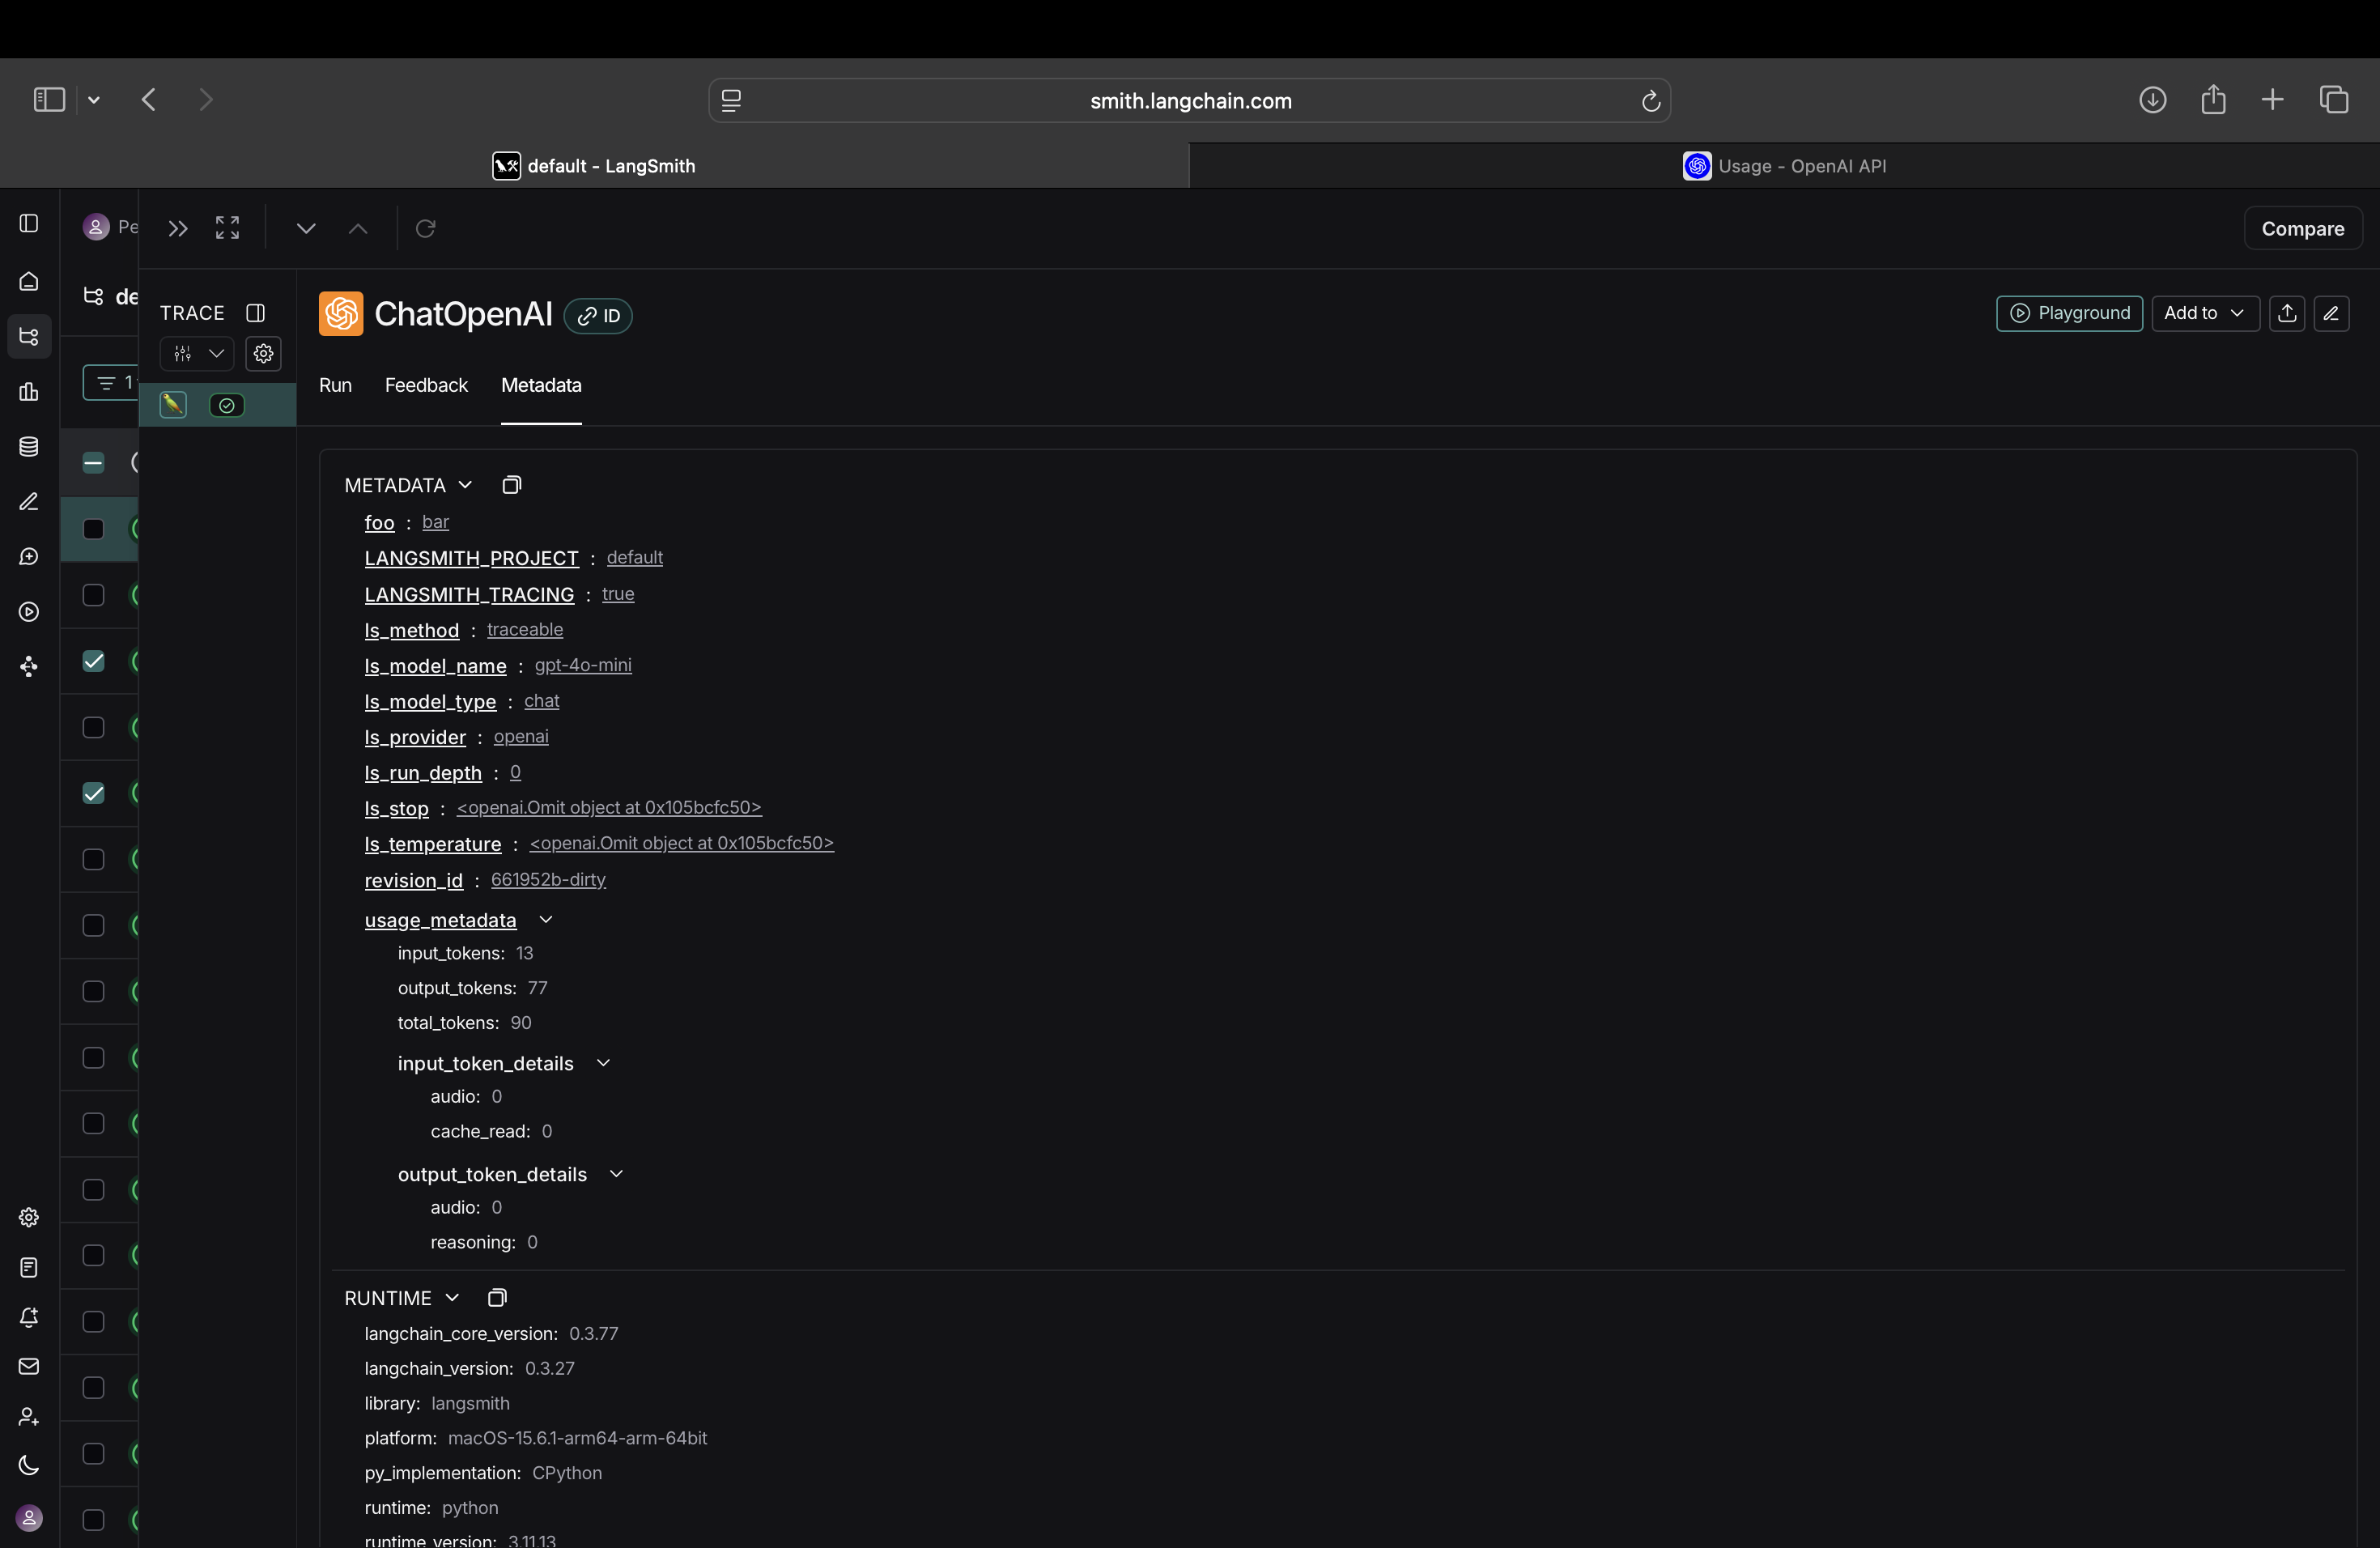 smith.langchain.com
default - LangSmith
Usage - OpenAI API
Pe
Compare
de
TRACE
ChatOpenAI
ID
Playground
Add to
1
Run
Feedback
Metadata
METADATA
foo : bar
LANGSMITH_PROJECT : default
LANGSMITH_TRACING : true
ls_method : traceable
ls_model_name : gpt-4o-mini
ls_model_type : chat
ls_provider : openai
ls_run_depth : 0
ls_stop : <openai.Omit object at 0x105bcfc50>
ls_temperature : <openai.Omit object at 0x105bcfc50>
revision_id : 661952b-dirty
usage_metadata
input_tokens: 13
output_tokens: 77
total_tokens: 90
input_token_details
audio: 0
cache_read: 0
output_token_details
audio: 0
reasoning: 0
RUNTIME
langchain_core_version: 0.3.77
langchain_version: 0.3.27
library: langsmith
platform: macOS-15.6.1-arm64-arm-64bit
py_implementation: CPython
runtime: python
runtime_version: 3.11.13